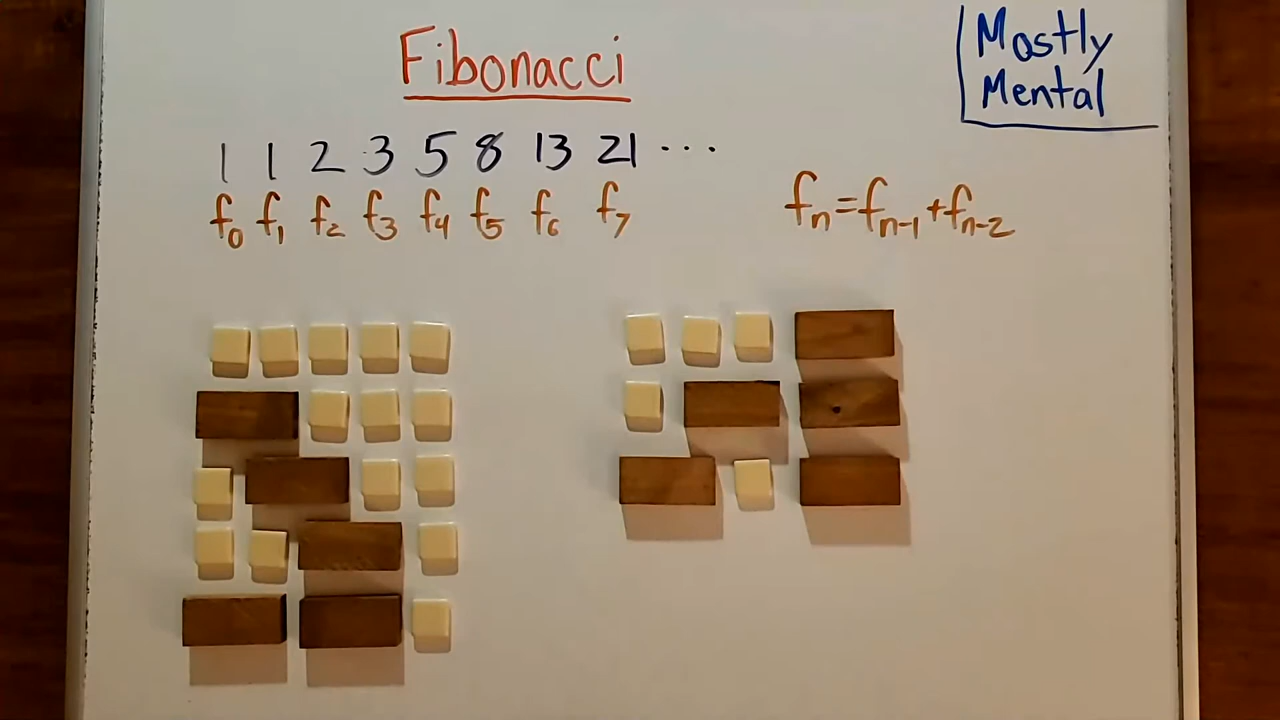 Fibonacci
Mostly
Mental
1 1 2 3 5 8 13 21 ...
f₀ f₁ f₂ f₃ f₄ f₅ f₆ f₇
fₙ=fₙ₋₁+fₙ₋₂